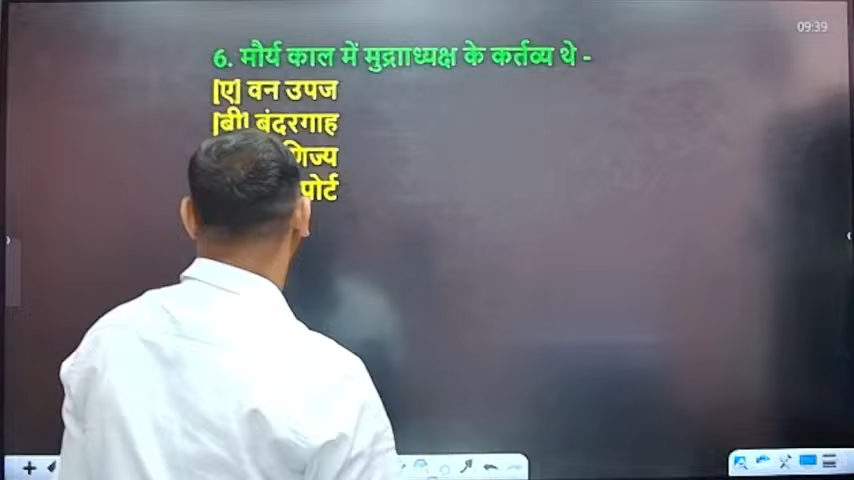 09:39
6. मौर्य काल में मुद्रााध्यक्ष के कर्तव्य थे -
[ए] वन उपज
[बी] बंदरगाह